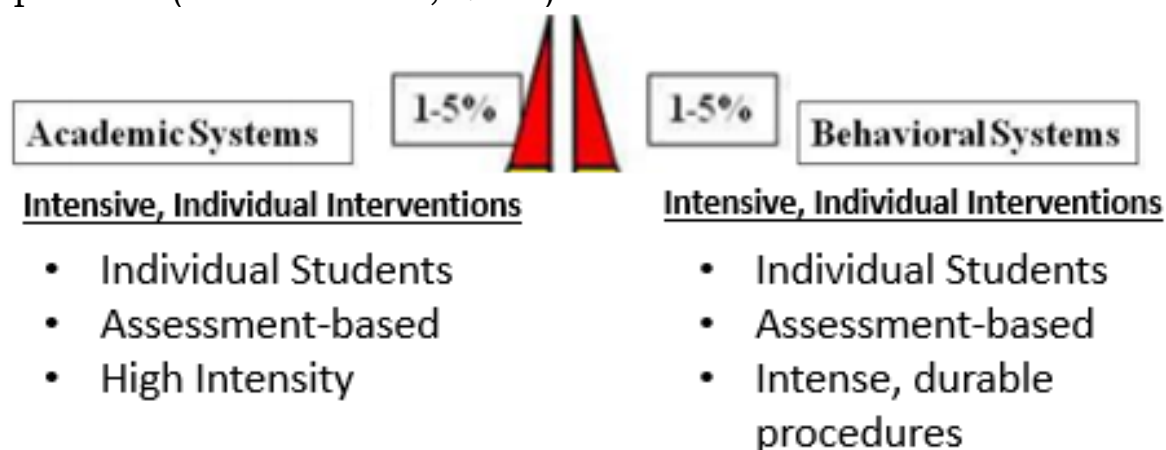 1-5%
1-5%
Academic Systems
Behavioral Systems
Intensive, Individual Interventions
Intensive, Individual Interventions
• Individual Students
• Assessment-based
• High Intensity
• Individual Students
• Assessment-based
• Intense, durable
procedures